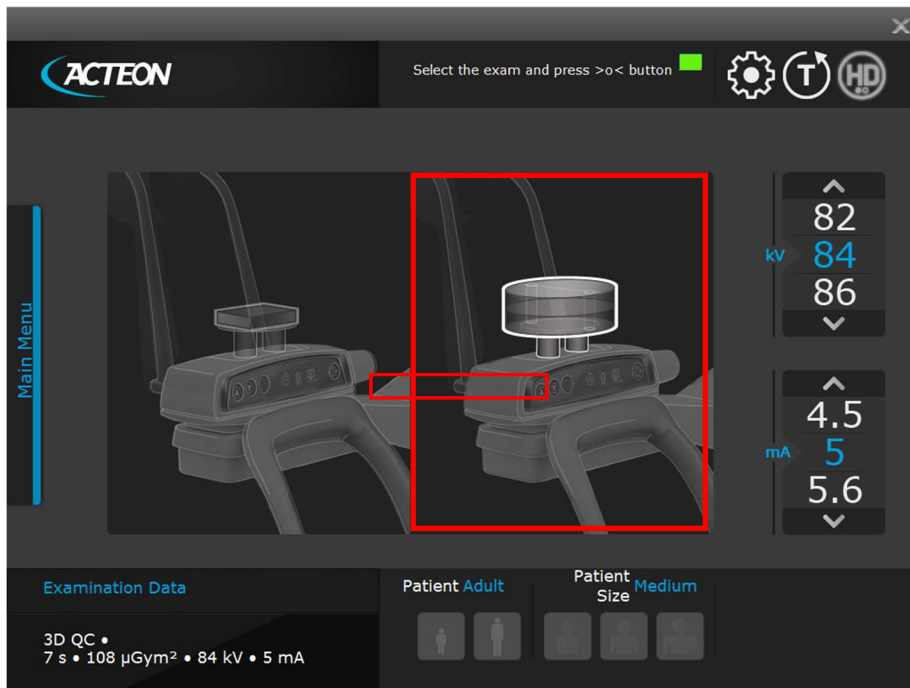 ACTEON
Select the exam and press >o< button
T
HD
Main Menu
82
kV 84
86
4.5
mA 5
5.6
Examination Data
3D QC •
7 s • 108 µGym² • 84 kV • 5 mA
Patient Adult
Patient
Size Medium